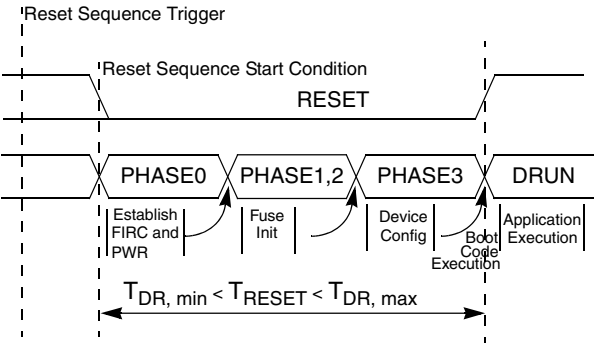 Reset Sequence Trigger
Reset Sequence Start Condition
RESET
PHASE0
PHASE1,2
PHASE3
DRUN
Establish
FIRC and
PWR
Fuse
Init
Device
Config
Boot
Code
Execution
Application
Execution
TDR, min < TRESET < TDR, max